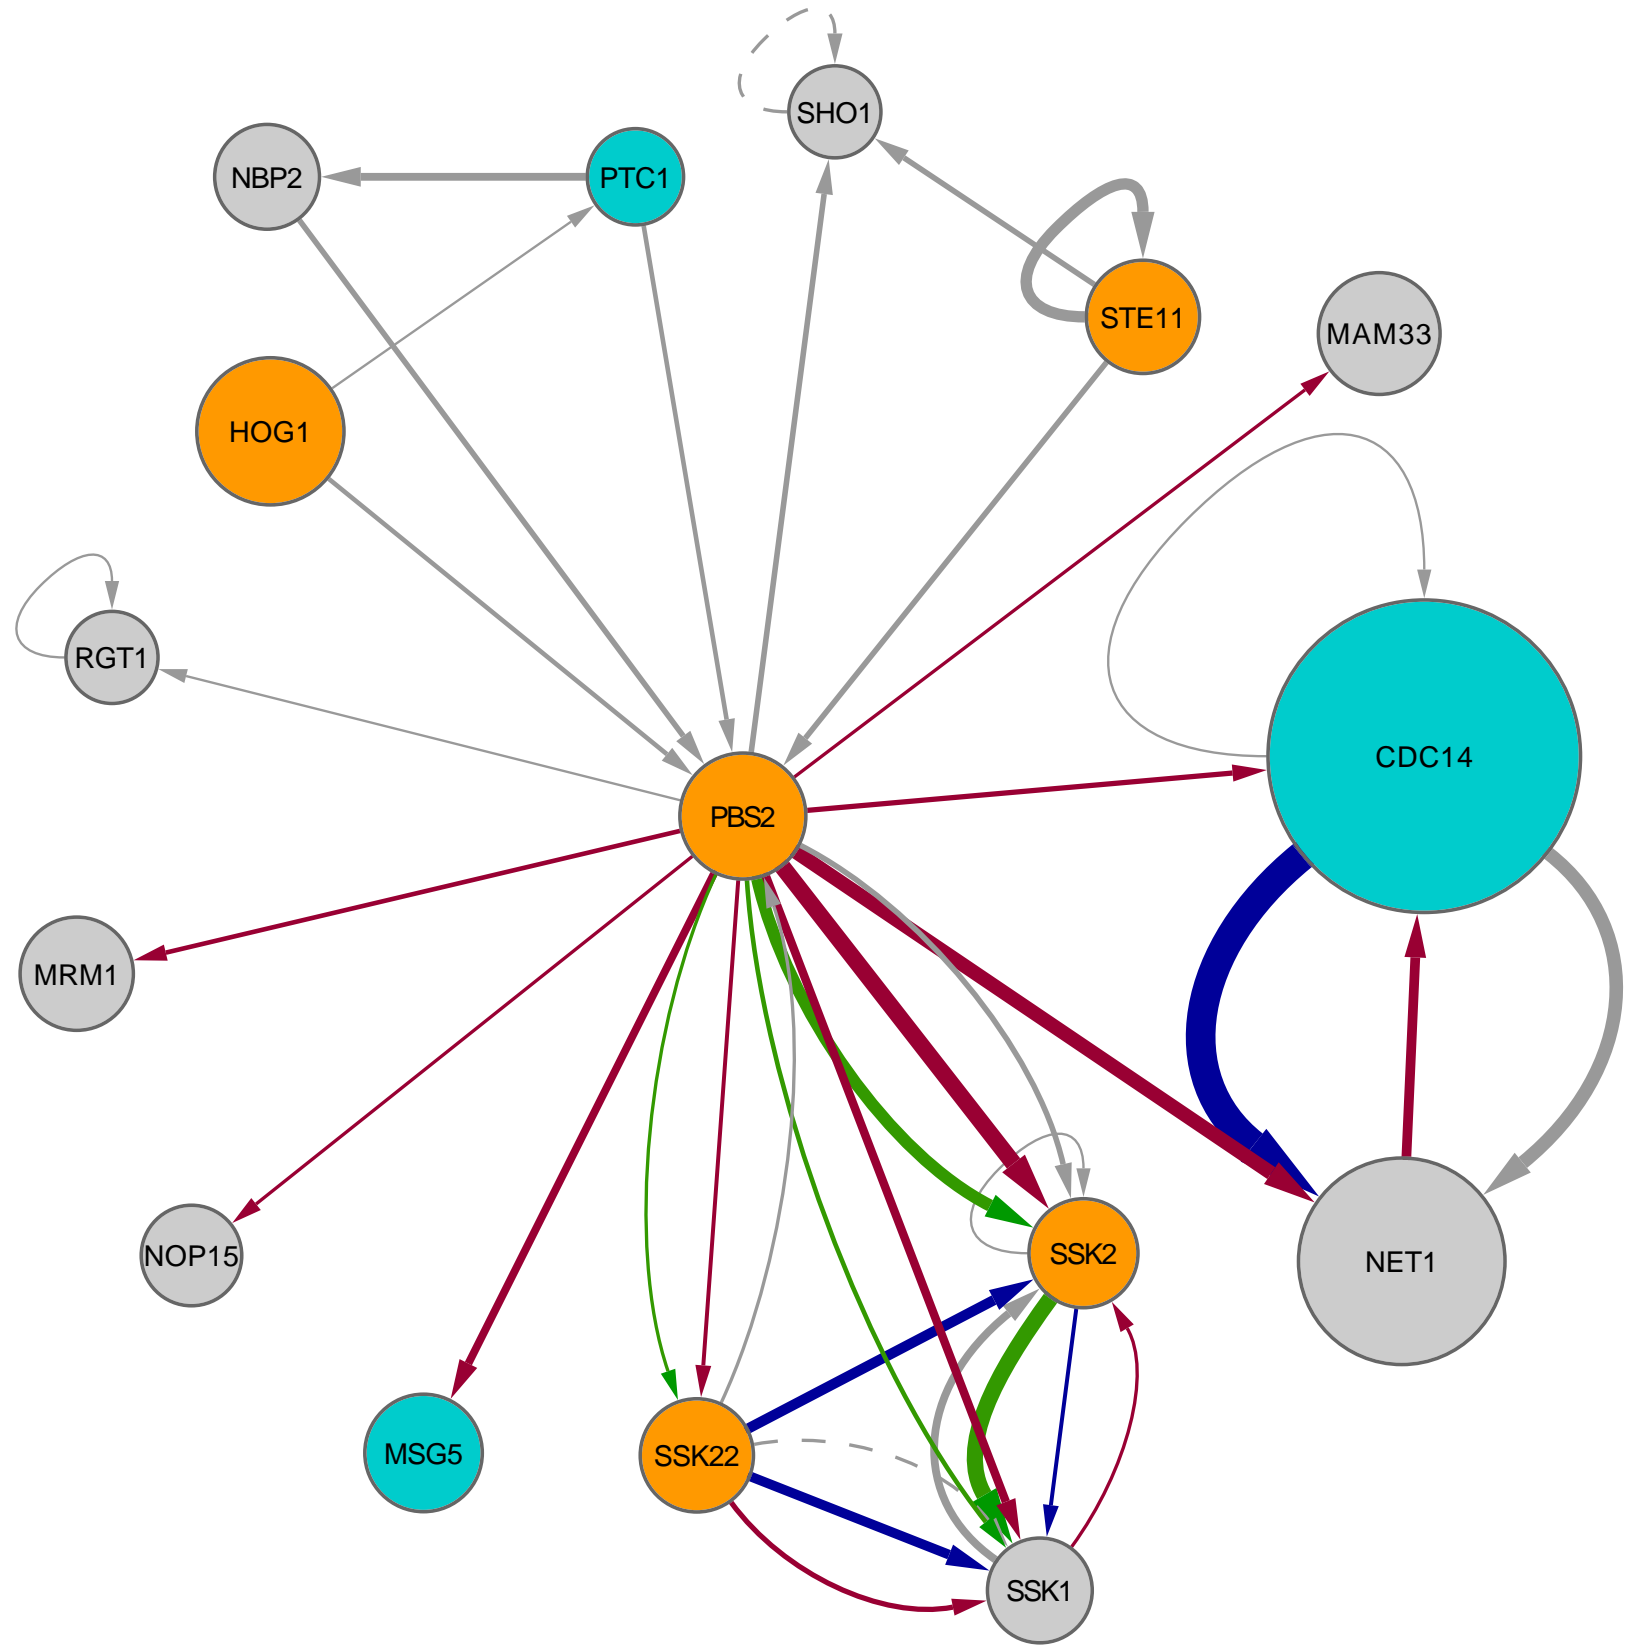 SHO1
NBP2
PTC1
STE11
MAM33
HOG1
RGT1
CDC14
PBS2
MRM1
SSK2
NOP15
NET1
MSG5
SSK22
SSK1